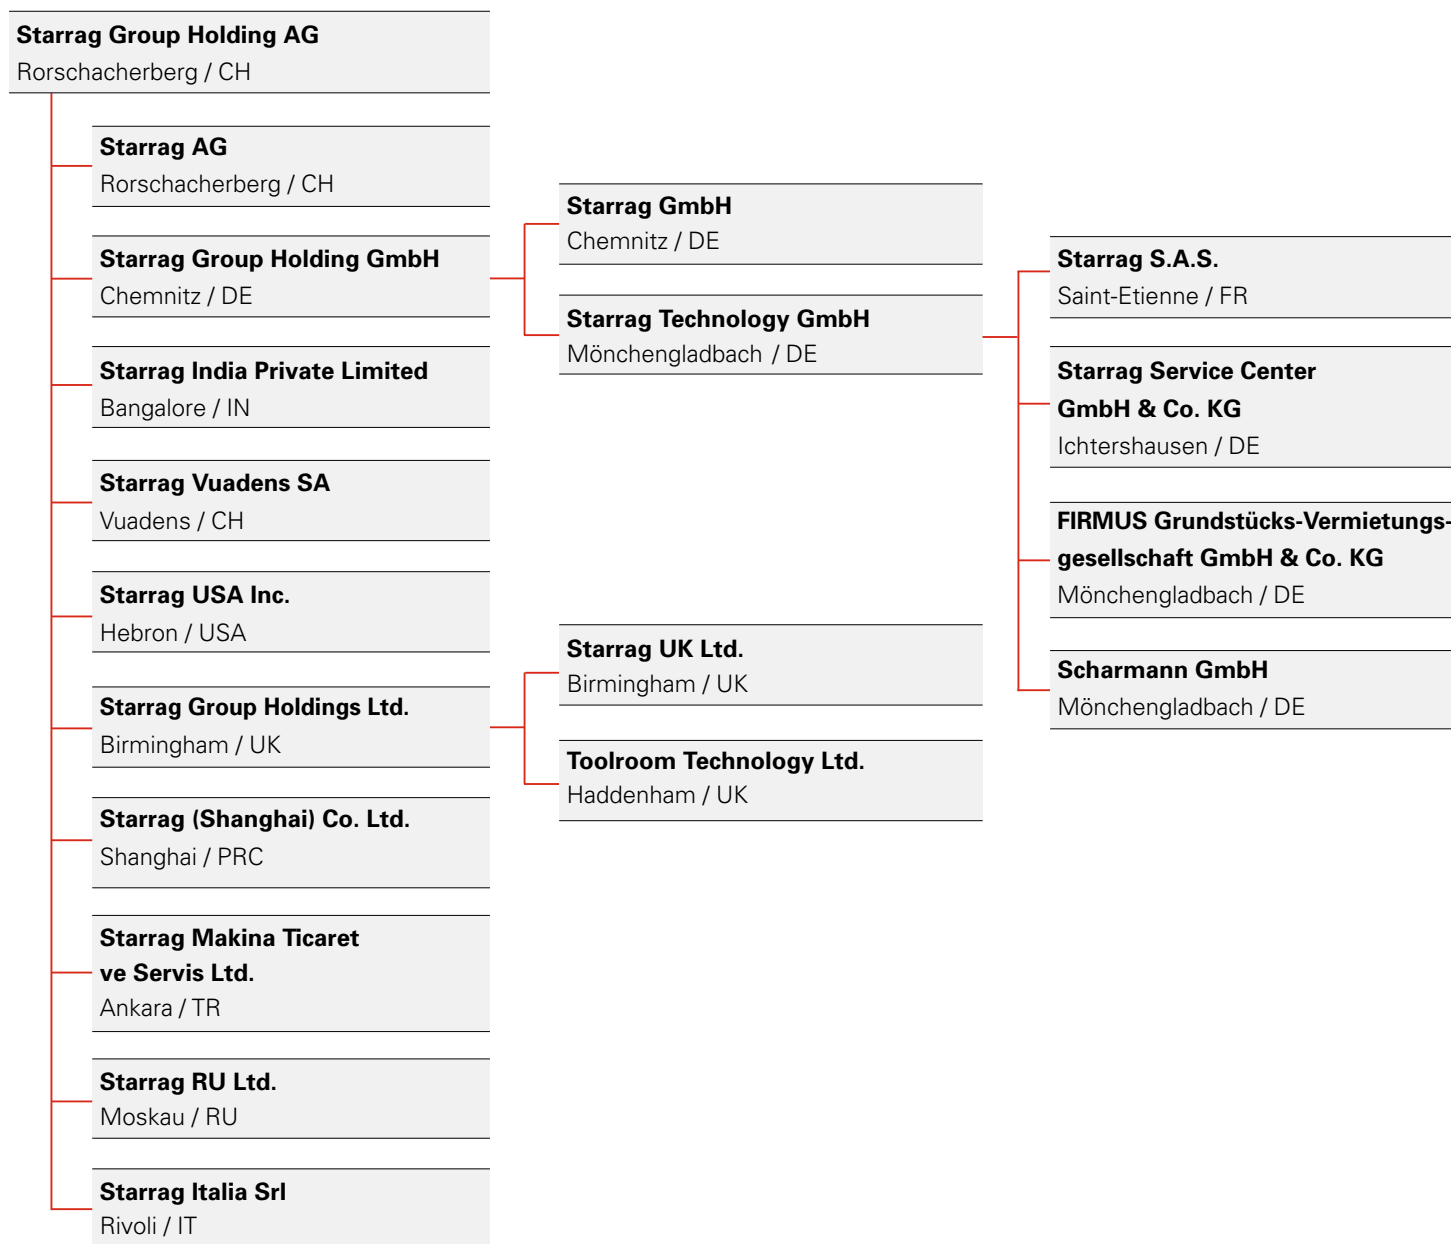 Starrag Group Holding AG
Rorschacherberg / CH
Starrag AG
Rorschacherberg / CH
Starrag Group Holding GmbH
Chemnitz / DE
Starrag India Private Limited
Bangalore / IN
Starrag Vuadens SA
Vuadens / CH
Starrag USA Inc.
Hebron / USA
Starrag Group Holdings Ltd.
Birmingham / UK
Starrag (Shanghai) Co. Ltd.
Shanghai / PRC
Starrag Makina Ticaret
ve Servis Ltd.
Ankara / TR
Starrag RU Ltd.
Moskau / RU
Starrag Italia Srl
Rivoli / IT
Starrag GmbH
Chemnitz / DE
Starrag Technology GmbH
Mönchengladbach / DE
Starrag UK Ltd.
Birmingham / UK
Toolroom Technology Ltd.
Haddenham / UK
Starrag S.A.S.
Saint-Etienne / FR
Starrag Service Center
GmbH & Co. KG
Ichtershausen / DE
FIRMUS Grundstücks-Vermietungs-
gesellschaft GmbH & Co. KG
Mönchengladbach / DE
Scharmann GmbH
Mönchengladbach / DE